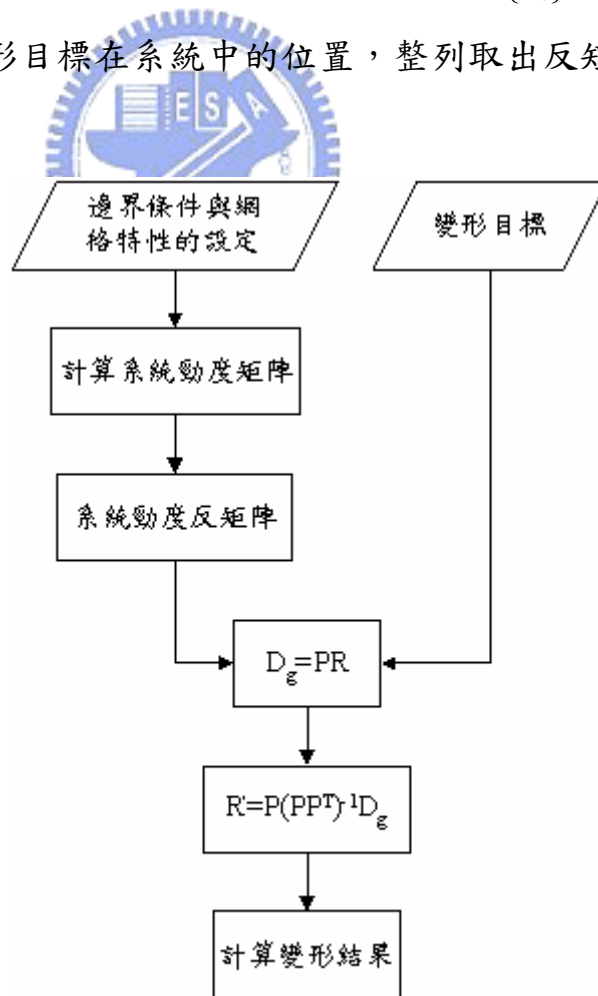 形目標在系統中的位置，整列取出反矩
E S A
邊界條件與網
格特性的設定
變形目標
計算系統勁度矩陣
系統勁度反矩陣
D_g=PR
R'=P(PP^T)^-1D_g
計算變形結果